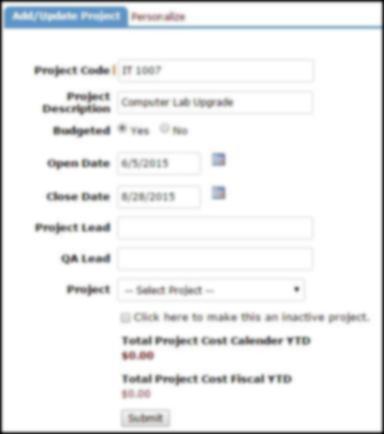 Add/Update Project Personalize
Project Code IT 1007
Project Description Computer Lab Upgrade
Budgeted Yes No
Open Date 6/5/2015
Close Date 8/28/2015
Project Lead
QA Lead
Project -- Select Project --
Click here to make this an inactive project.
Total Project Cost Calender YTD
$0.00
Total Project Cost Fiscal YTD
$0.00
Submit